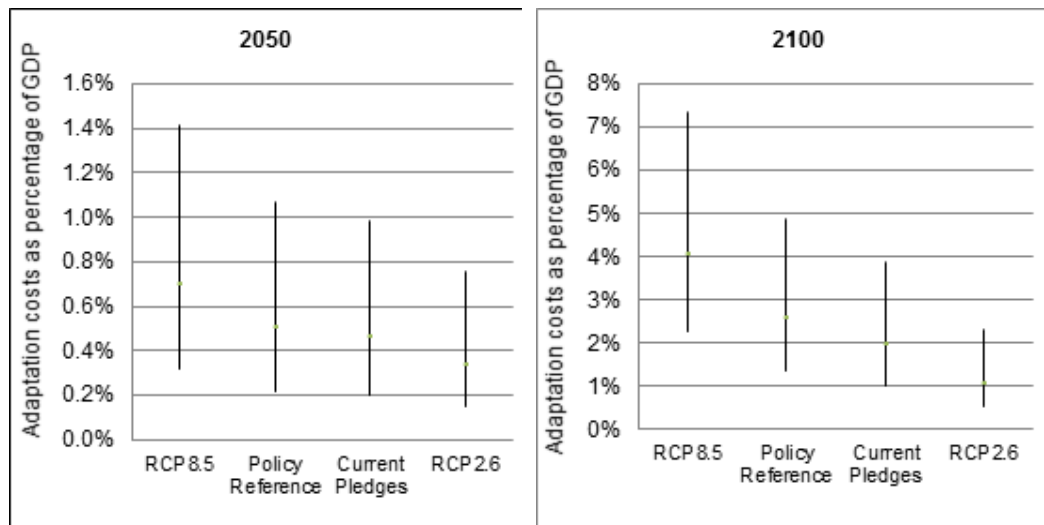 2050
Adaptation costs as percentage of GDP
1.6%
1.4%
1.2%
1.0%
0.8%
0.6%
0.4%
0.2%
0.0%
RCP8.5
Policy
Reference
Current
Pledges
RCP2.6
2100
Adaptation costs as percentage of GDP
8%
7%
6%
5%
4%
3%
2%
1%
0%
RCP8.5
Policy
Reference
Current
Pledges
RCP2.6